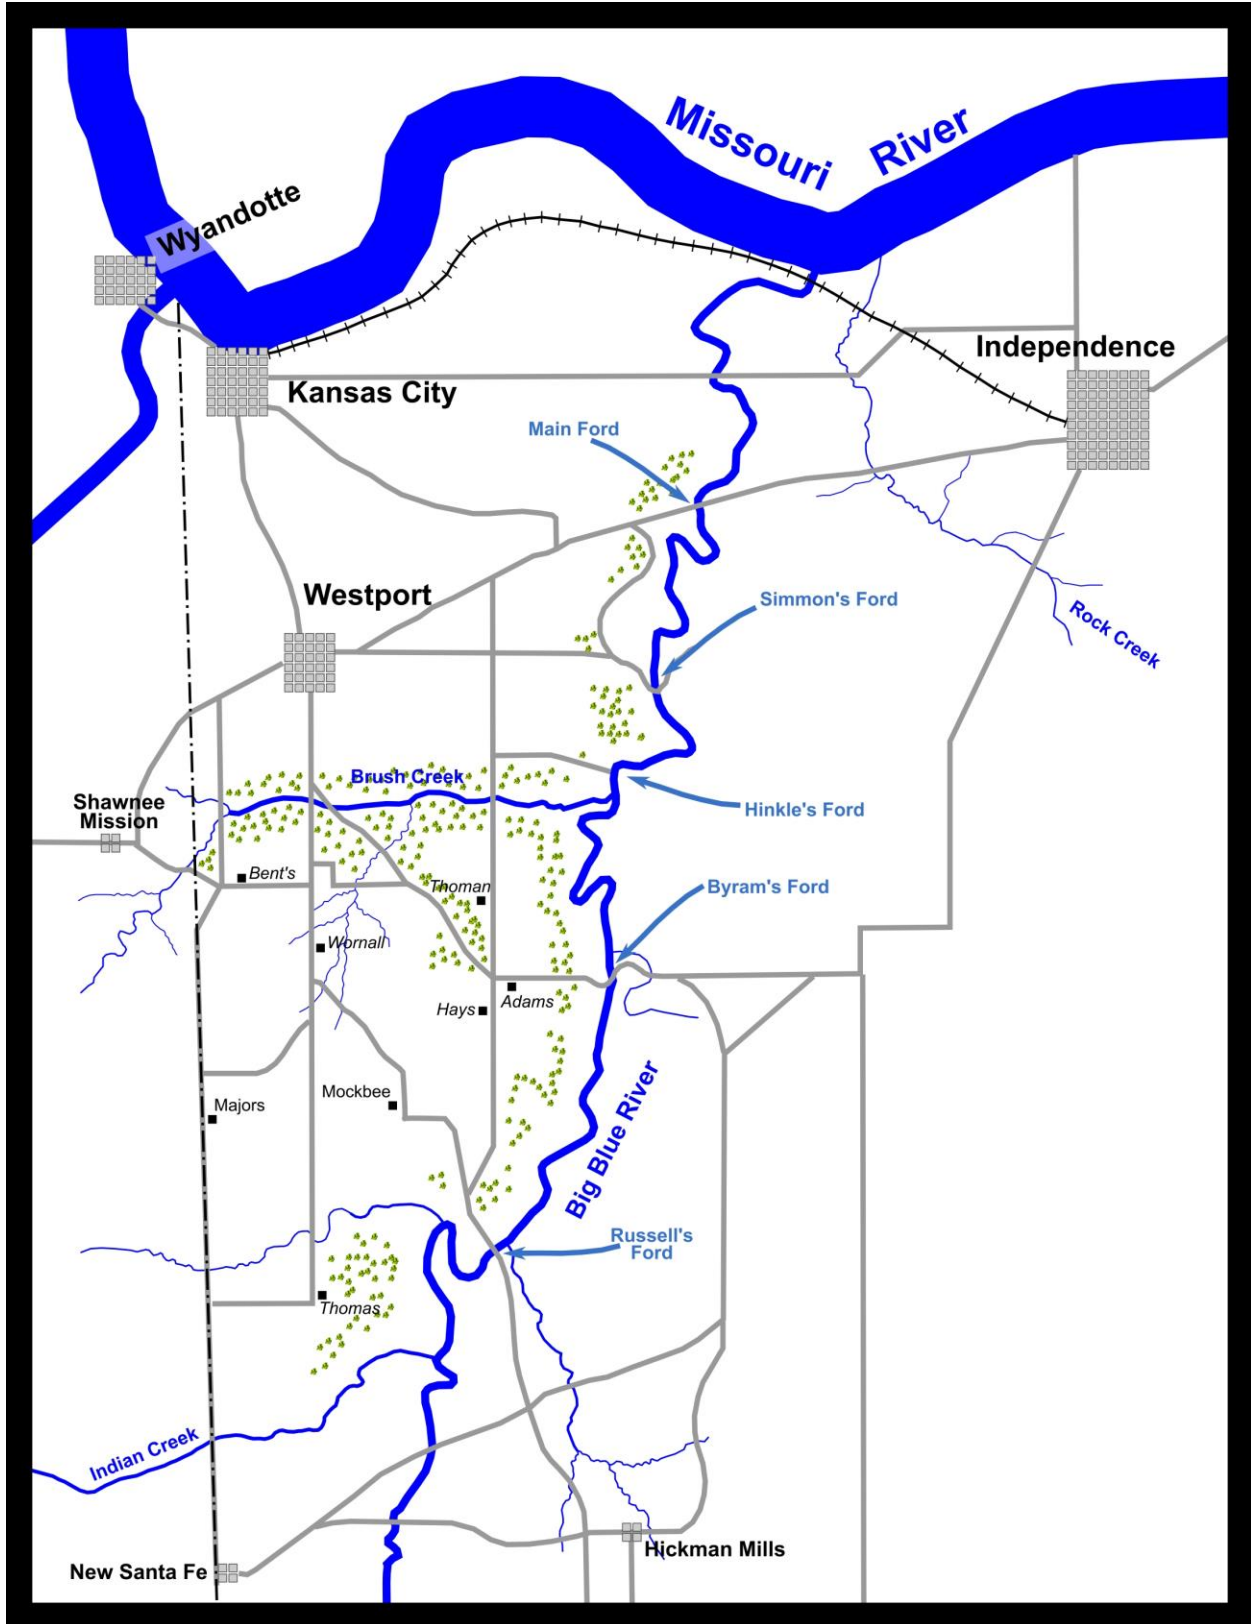 Missouri River
Wyandotte
Independence
Kansas City
Main Ford
Westport
Simmon's Ford
Rock Creek
Brush Creek
Shawnee
Mission
Hinkle's Ford
Bent's
Thoman
Byram's Ford
Wornall
Hays
Adams
Mockbee
Majors
Big Blue River
Russell's
Ford
Thomas
Indian Creek
Hickman Mills
New Santa Fe